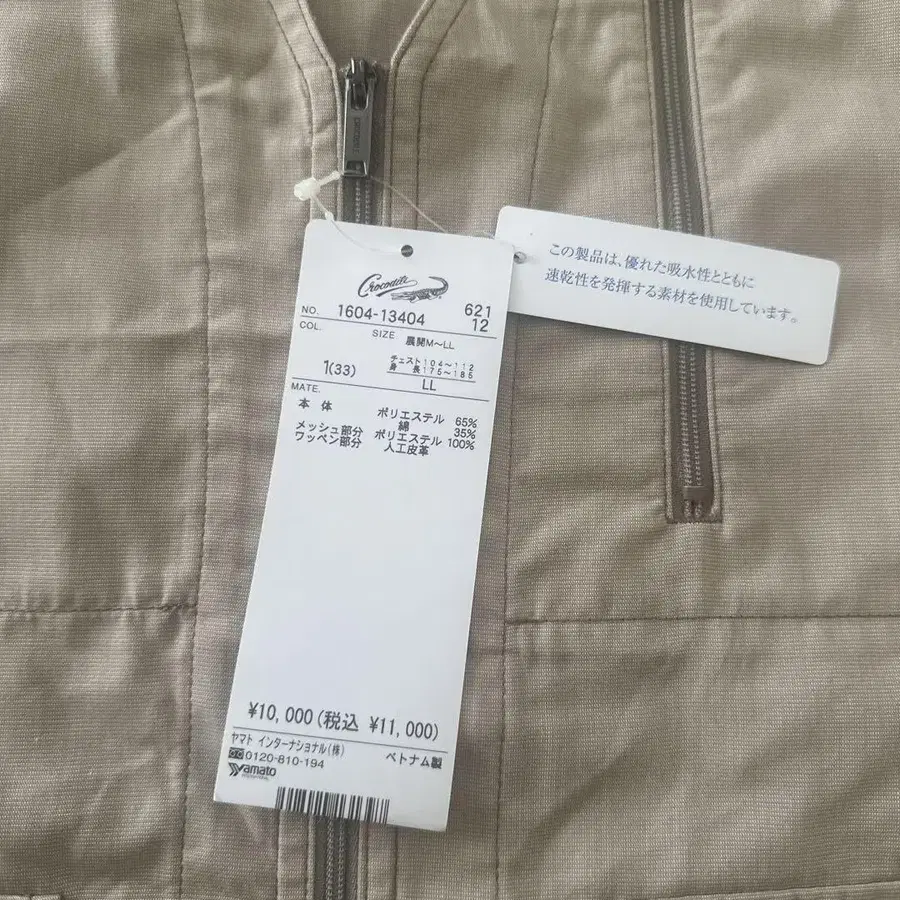 Crocodile
NO. 1604-13404 621
COL. 12
SIZE 展開M〜LL
1(33) チェスト104〜112
身長175〜185
LL
MATE.
本体 ポリエステル 65%
綿 35%
メッシュ部分 ポリエステル 100%
ワッペン部分 人工皮革
¥10,000(税込 ¥11,000)
ヤマト インターナショナル(株)
0120-810-194 ベトナム製
Yamato
この製品は、優れた吸水性とともに
速乾性を発揮する素材を使用しています。